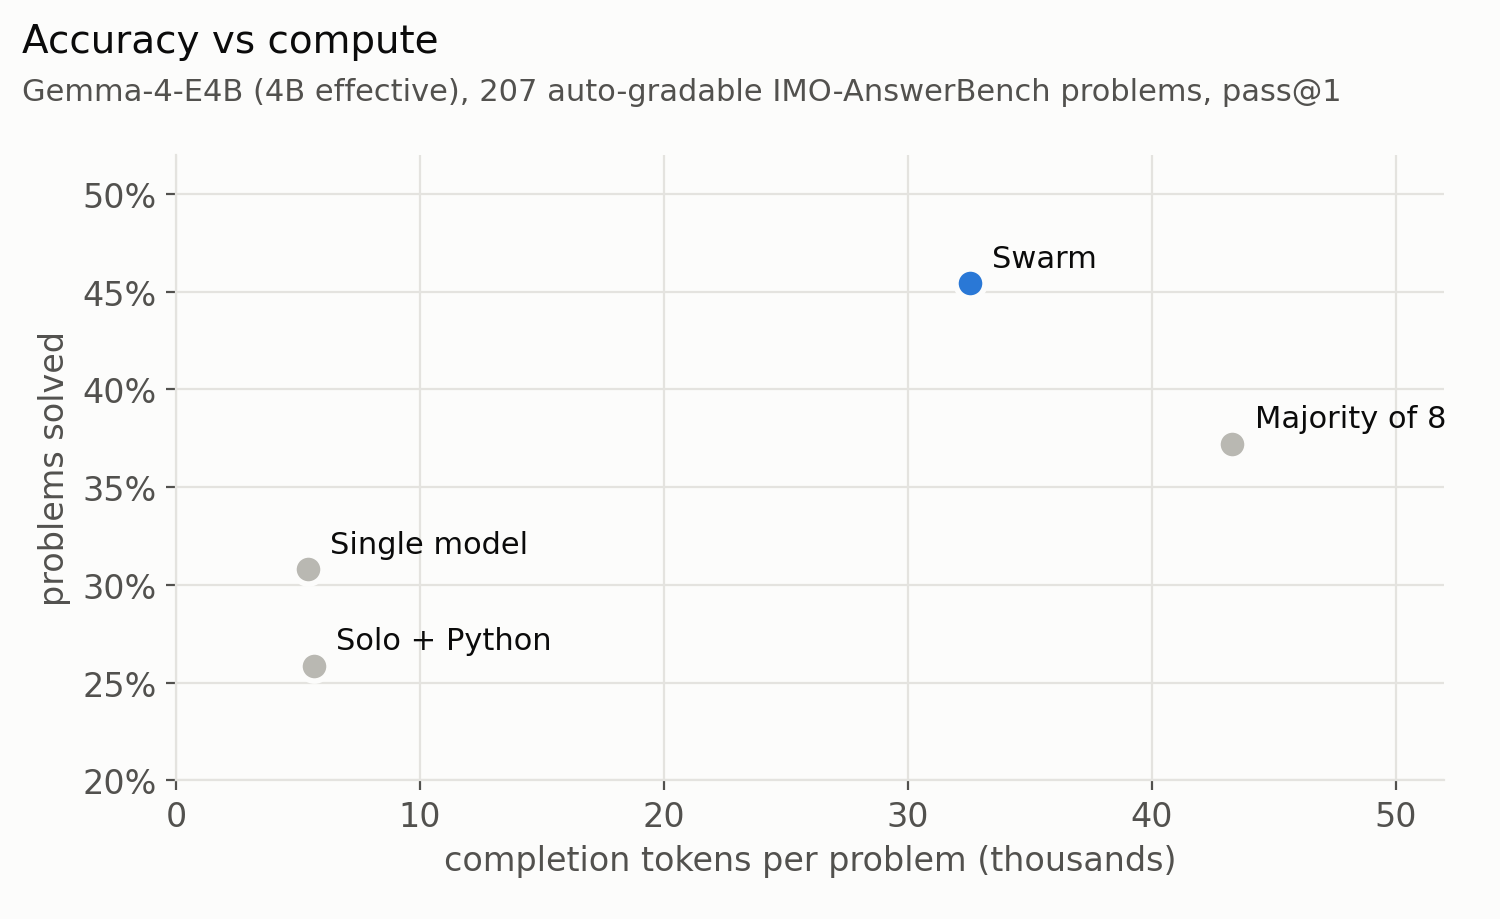 Accuracy vs compute
Gemma-4-E4B (4B effective), 207 auto-gradable IMO-AnswerBench problems, pass@1
50%
Swarm
45%
40%
Majority of 8
35%
Single model
30%
Solo + Python
25%
20%
problems solved
0 10 20 30 40 50
completion tokens per problem (thousands)